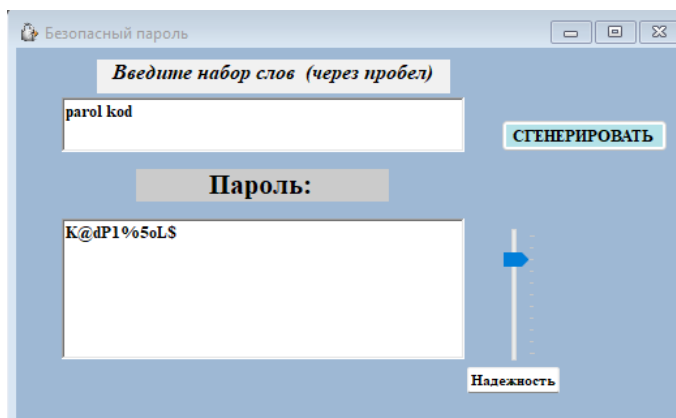 Безопасный пароль
Введите набор слов (через пробел)
parol kod
СГЕНЕРИРОВАТЬ
Пароль:
K@dP1%5oL$
Надежность